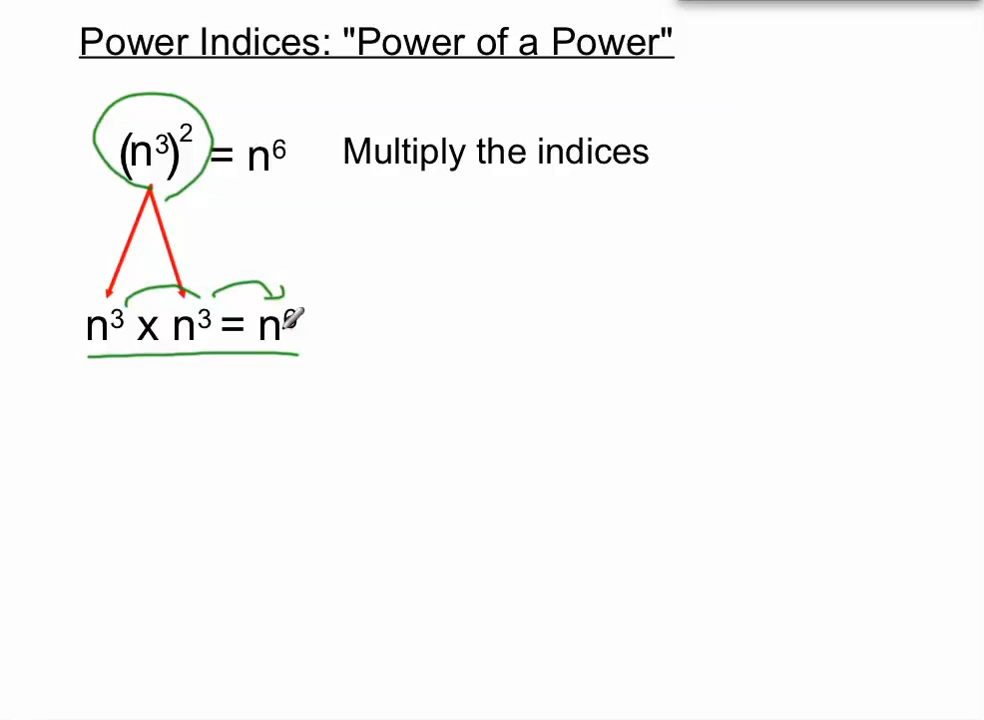 Power Indices: "Power of a Power"
(n³)² = n⁶ Multiply the indices
n³ x n³ = n⁶